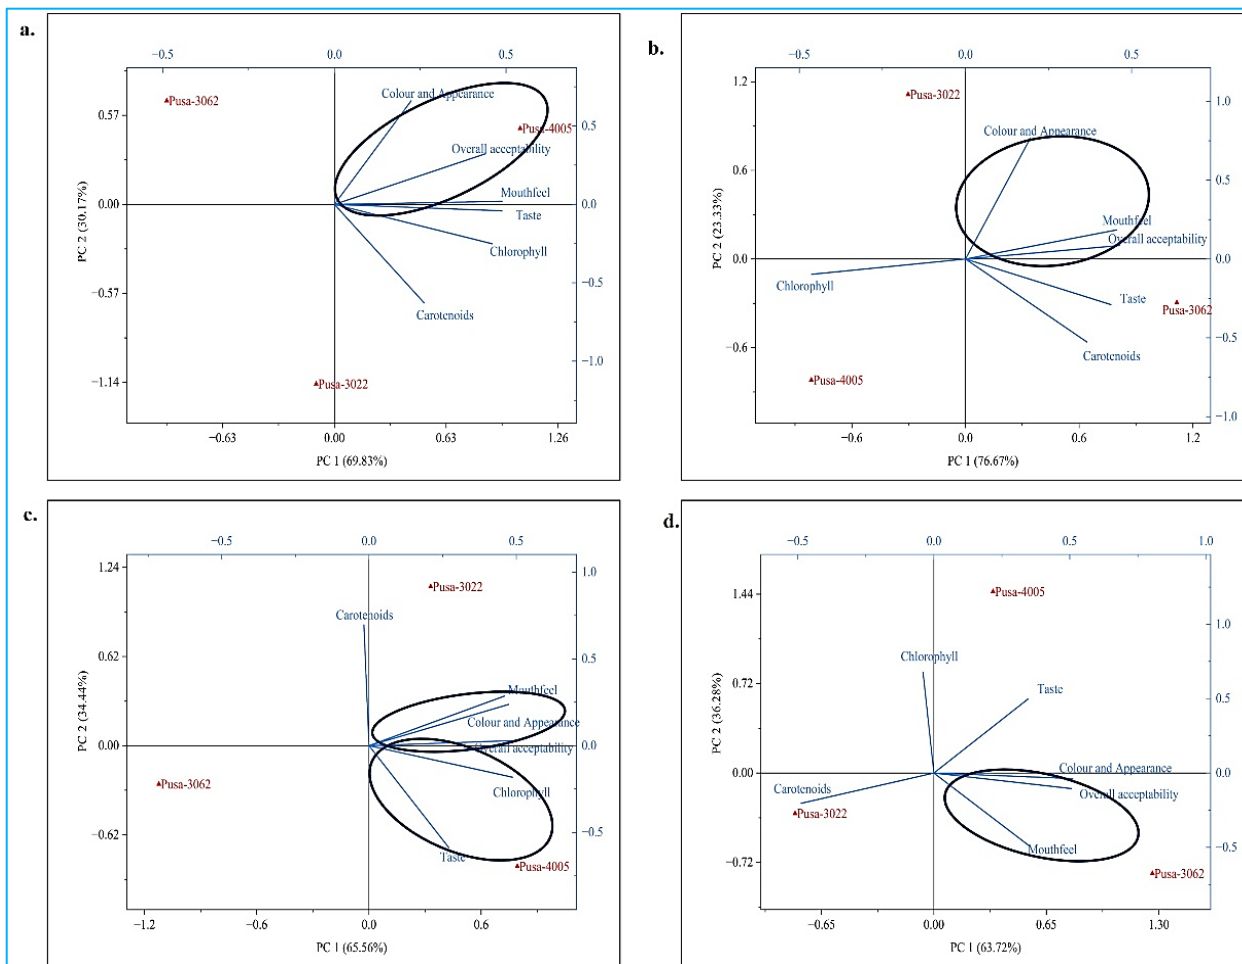 a.
−0.5
0.0
0.5
Colour and Appearance
Pusa-3062
0.57
0.5
Pusa-4005
Overall acceptability
Mouthfeel
0.00
0.0
Taste
Chlorophyll
PC 2 (30.17%)
−0.57
−0.5
Carotenoids
−1.0
−1.14
Pusa-3022
−0.63
0.00
0.63
1.26
PC 1 (69.83%)
b.
−0.5
0.0
0.5
1.2
Pusa-3022
1.0
Colour and Appearance
0.6
0.5
Mouthfeel
Overall acceptability
0.0
0.0
Chlorophyll
Taste
Pusa-3062
PC 2 (23.33%)
−0.6
−0.5
Carotenoids
Pusa-4005
−1.0
−0.6
0.0
0.6
1.2
PC 1 (76.67%)
c.
−0.5
0.0
0.5
1.24
Pusa-3022
1.0
Carotenoids
0.62
0.5
Mouthfeel
Colour and Appearance
0.00
0.0
Overall acceptability
PC 2 (34.44%)
Pusa-3062
Chlorophyll
−0.62
−0.5
Taste
Pusa-4005
−1.2
−0.6
0.0
0.6
PC 1 (65.56%)
d.
−0.5
0.0
0.5
1.0
1.44
Pusa-4005
1.0
Chlorophyll
0.72
Taste
0.5
PC 2 (36.28%)
0.00
Colour and Appearance
0.0
Carotenoids
Overall acceptability
Pusa-3022
Mouthfeel
−0.5
−0.72
Pusa-3062
−0.65
0.00
0.65
1.30
PC 1 (63.72%)